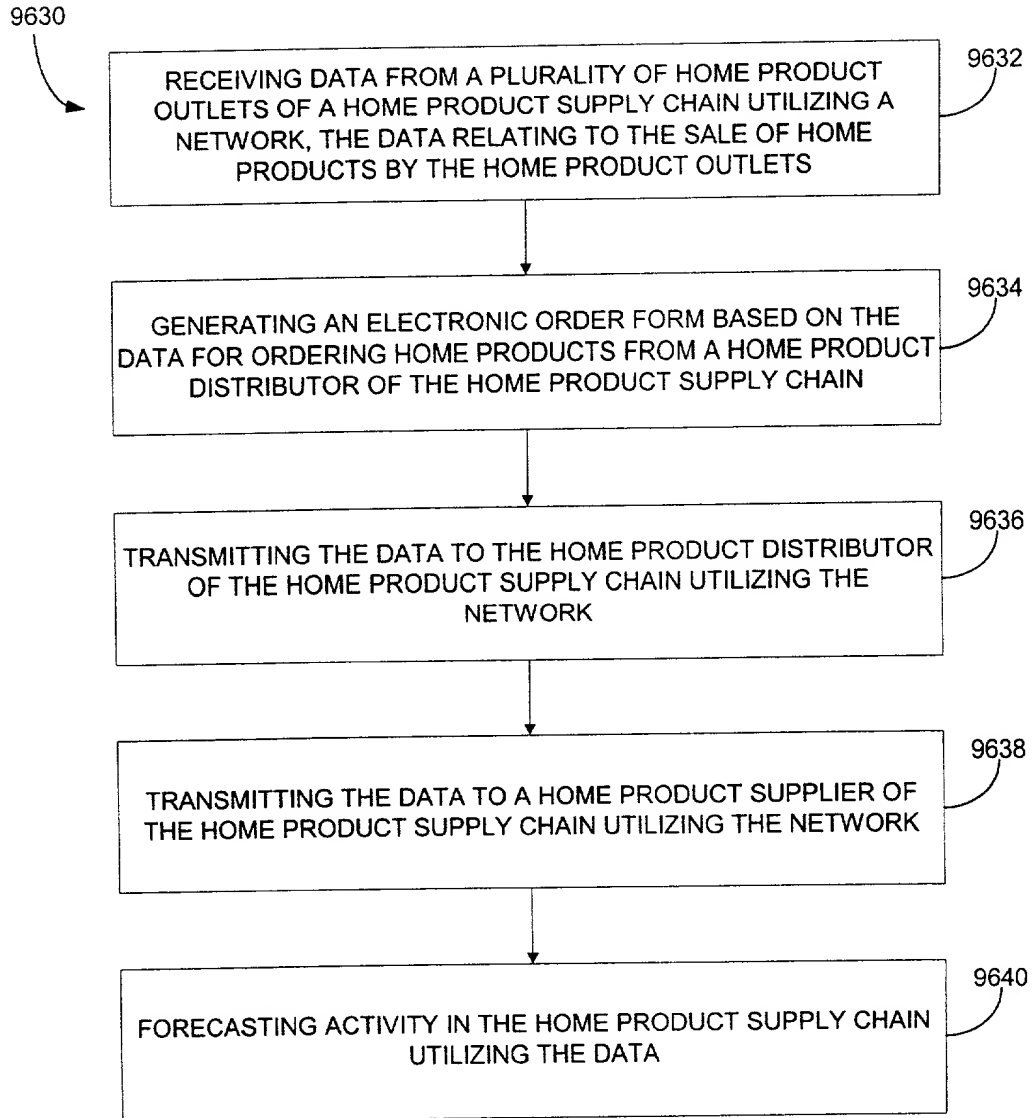 9630
RECEIVING DATA FROM A PLURALITY OF HOME PRODUCT
OUTLETS OF A HOME PRODUCT SUPPLY CHAIN UTILIZING A
NETWORK, THE DATA RELATING TO THE SALE OF HOME
PRODUCTS BY THE HOME PRODUCT OUTLETS
9632
GENERATING AN ELECTRONIC ORDER FORM BASED ON THE
DATA FOR ORDERING HOME PRODUCTS FROM A HOME PRODUCT
DISTRIBUTOR OF THE HOME PRODUCT SUPPLY CHAIN
9634
TRANSMITTING THE DATA TO THE HOME PRODUCT DISTRIBUTOR
OF THE HOME PRODUCT SUPPLY CHAIN UTILIZING THE
NETWORK
9636
TRANSMITTING THE DATA TO A HOME PRODUCT SUPPLIER OF
THE HOME PRODUCT SUPPLY CHAIN UTILIZING THE NETWORK
9638
FORECASTING ACTIVITY IN THE HOME PRODUCT SUPPLY CHAIN
UTILIZING THE DATA
9640